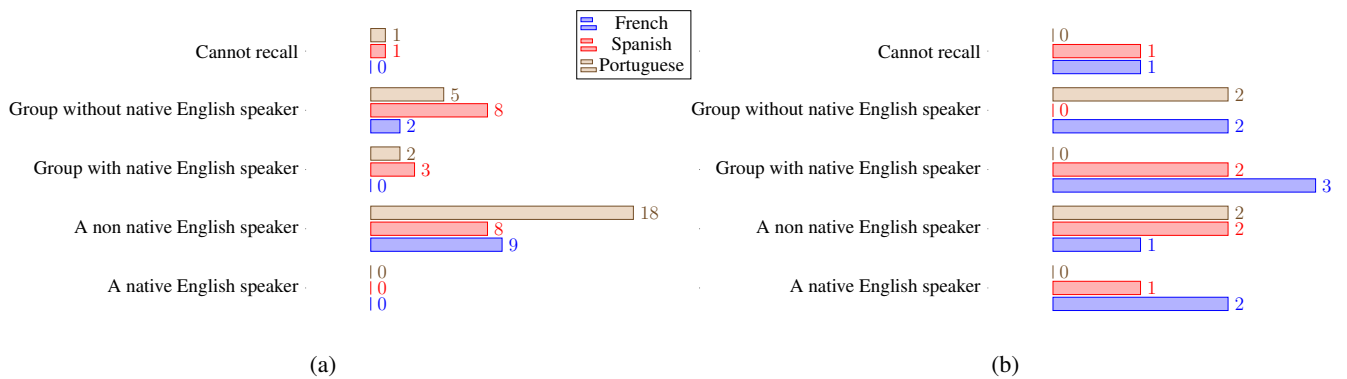 French
Spanish
Portuguese
Cannot recall
1
1
0
Group without native English speaker
5
8
2
Group with native English speaker
2
3
0
A non native English speaker
18
8
9
A native English speaker
0
0
0
(a)
Cannot recall
0
1
1
Group without native English speaker
2
0
2
Group with native English speaker
0
2
3
A non native English speaker
2
2
1
A native English speaker
0
1
2
(b)